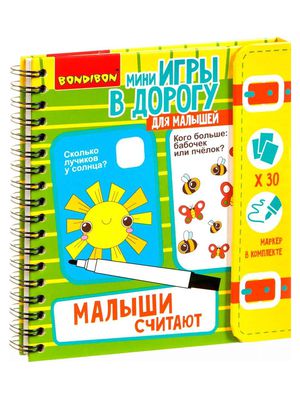 BONDIBON
МИНИ ИГРЫ
В ДОРОГУ
ДЛЯ МАЛЫШЕЙ
Сколько
лучиков
у солнца?
Кого больше:
бабочек
или пчёлок?
X 30
МАРКЕР
В КОМПЛЕКТЕ
МАЛЫШИ
СЧИТАЮТ